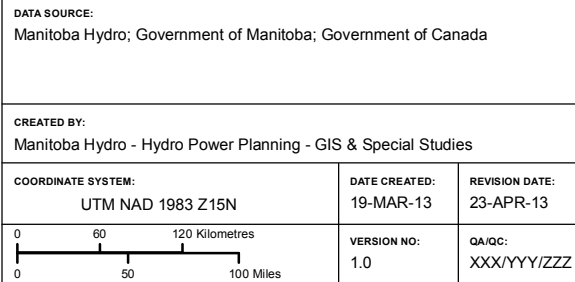 DATA SOURCE:
Manitoba Hydro; Government of Manitoba; Government of Canada
CREATED BY:
Manitoba Hydro - Hydro Power Planning - GIS & Special Studies
COORDINATE SYSTEM:
UTM NAD 1983 Z15N
DATE CREATED:
19-MAR-13
REVISION DATE:
23-APR-13
0 60 120 Kilometres
0 50 100 Miles
VERSION NO:
1.0
QA/QC:
XXX/YYY/ZZZ